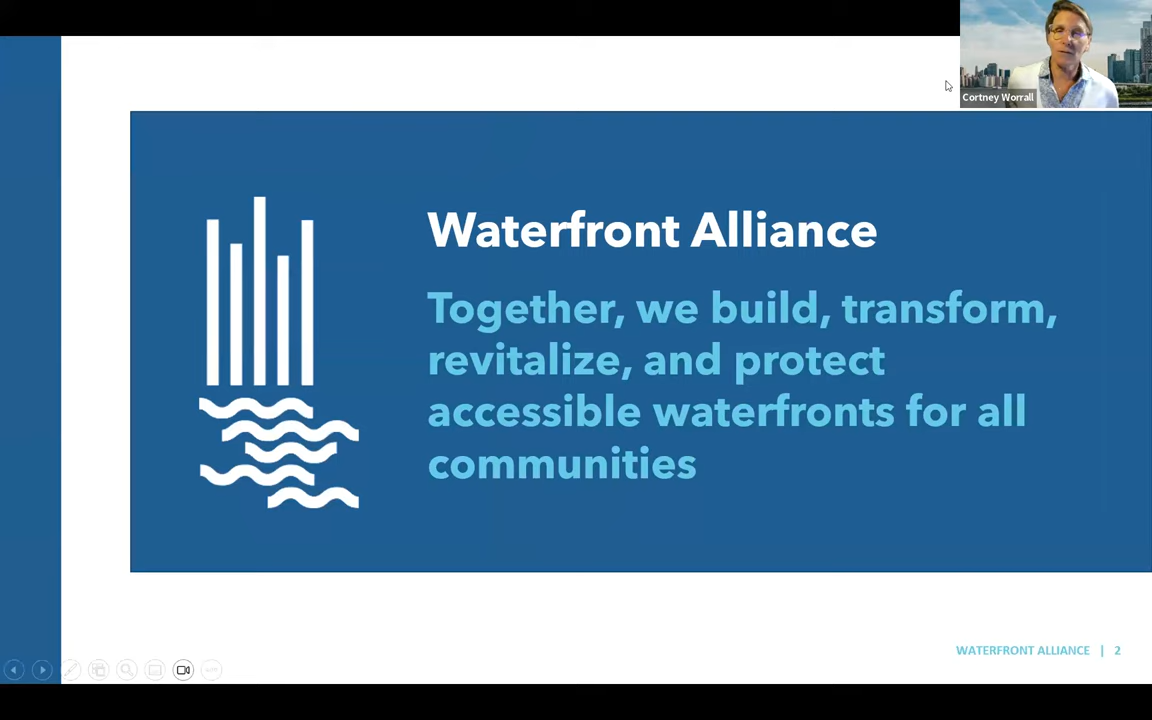 Cortney Worrall
Waterfront Alliance
Together, we build, transform,
revitalize, and protect
accessible waterfronts for all
communities
WATERFRONT ALLIANCE | 2